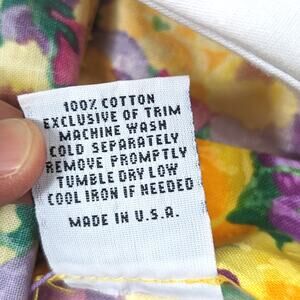 100% COTTON
EXCLUSIVE OF TRIM
MACHINE WASH
COLD SEPARATELY
REMOVE PROMPTLY
TUMBLE DRY LOW
COOL IRON IF NEEDED
MADE IN U.S.A.